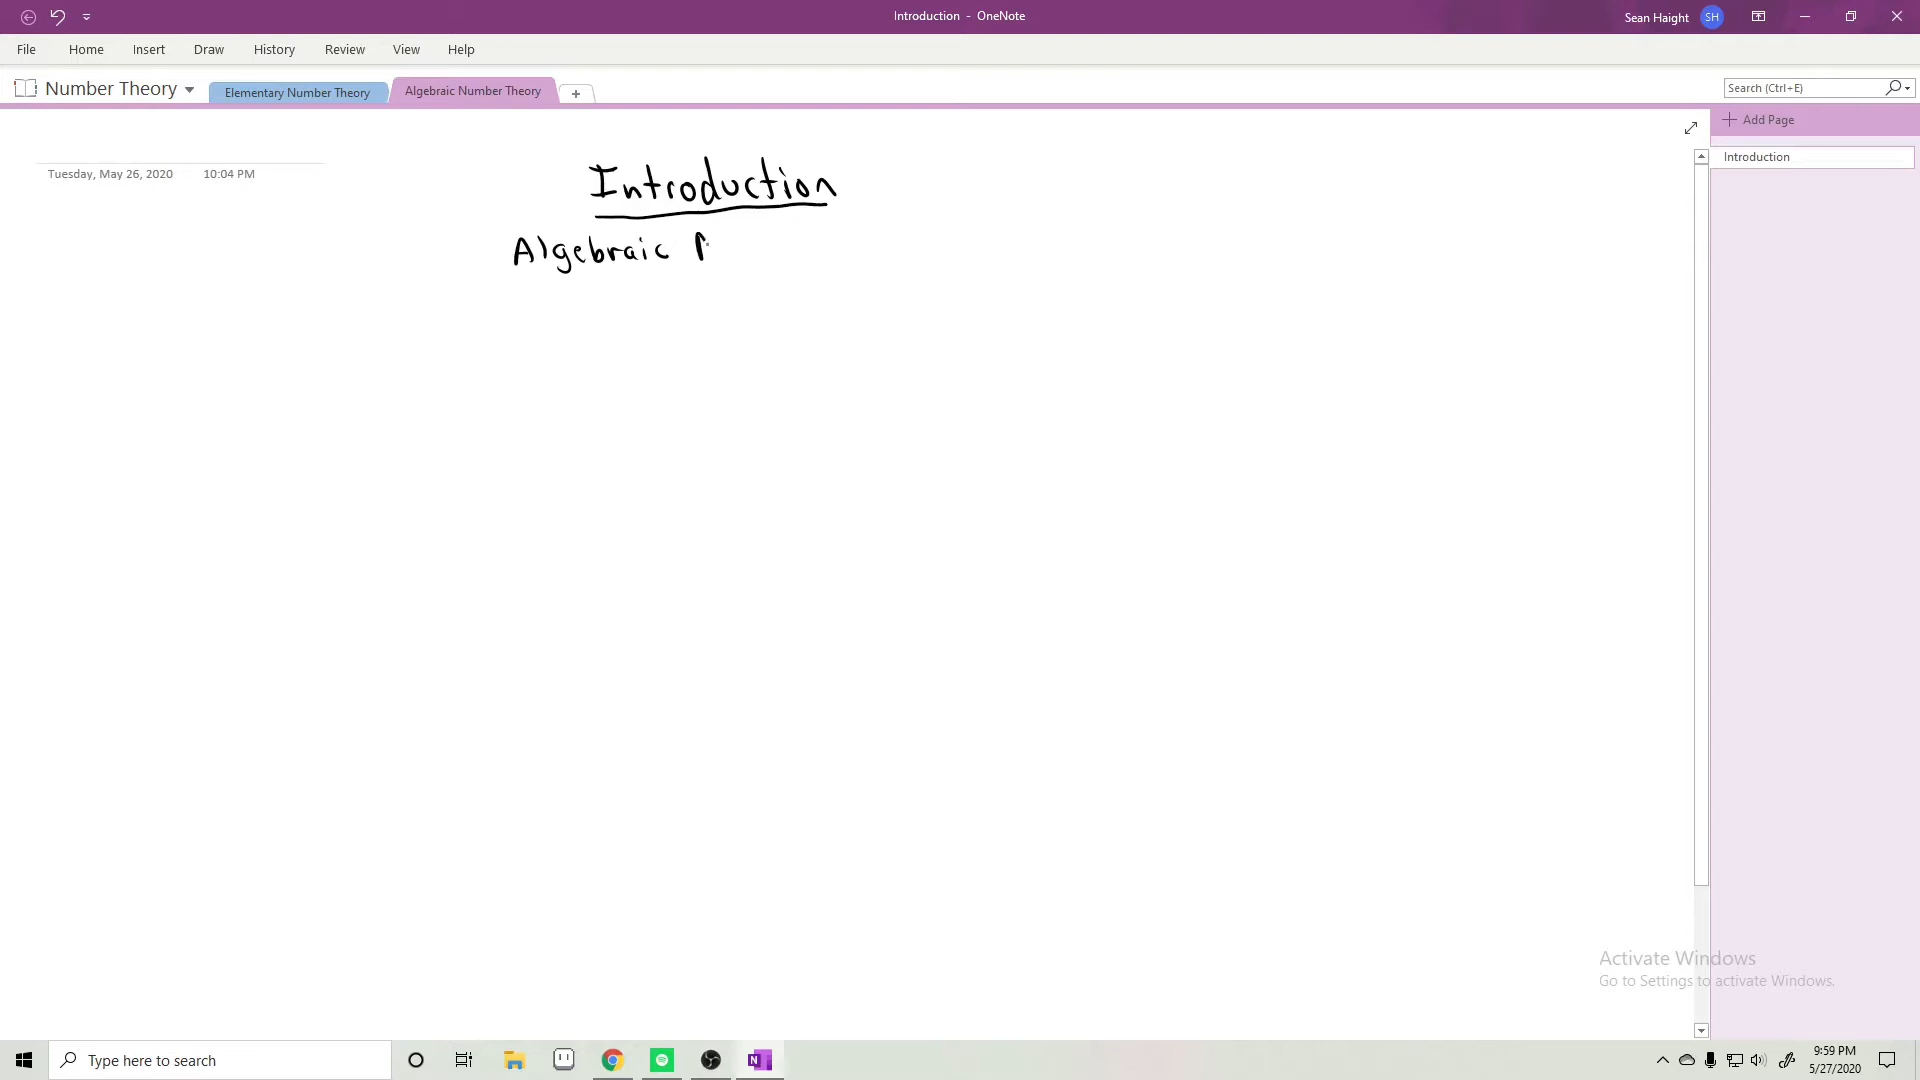 Introduction - OneNote
Sean Haight
SH
File
Home
Insert
Draw
History
Review
View
Help
Number Theory
Elementary Number Theory
Algebraic Number Theory
Search (Ctrl+E)
Add Page
Introduction
Tuesday, May 26, 2020 10:04 PM
Introduction
Algebraic
Activate Windows
Go to Settings to activate Windows.
Type here to search
9:59 PM
5/27/2020